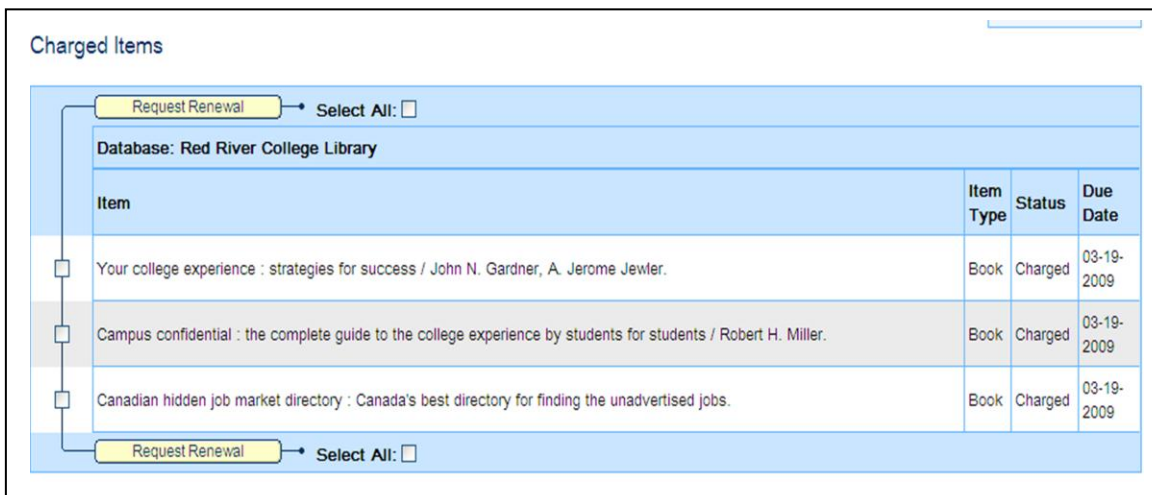 Charged Items
Request Renewal Select All:
Database: Red River College Library
Item Item Type Status Due Date
Your college experience : strategies for success / John N. Gardner, A. Jerome Jewler. Book Charged 03-19-2009
Campus confidential : the complete guide to the college experience by students for students / Robert H. Miller. Book Charged 03-19-2009
Canadian hidden job market directory : Canada's best directory for finding the unadvertised jobs. Book Charged 03-19-2009
Request Renewal Select All: